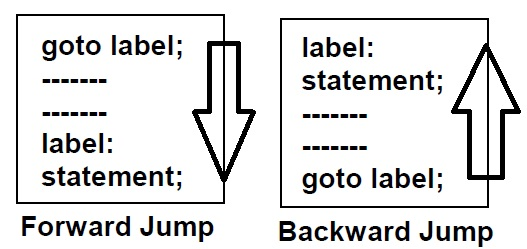 goto label;
-------
-------
label:
statement;
Forward Jump
label:
statement;
-------
-------
goto label;
Backward Jump